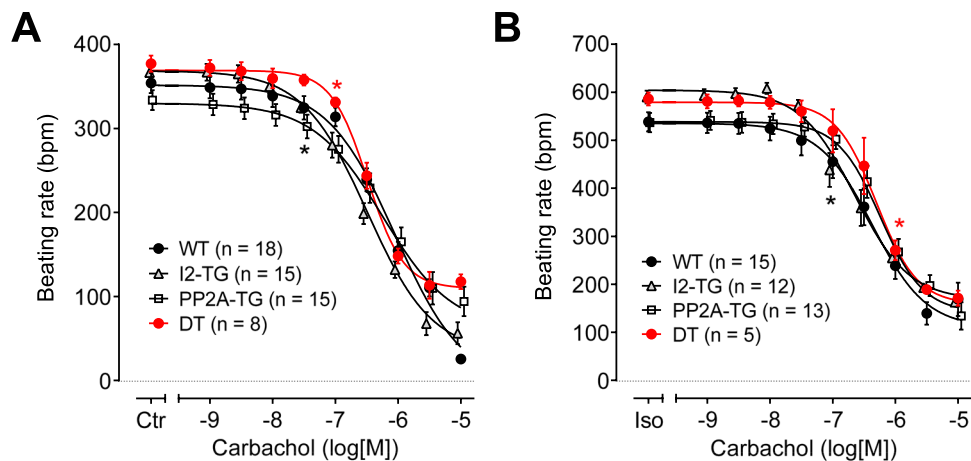 A
Beating rate (bpm)
400
300
200
100
0
*
*
WT (n = 18)
I2-TG (n = 15)
PP2A-TG (n = 15)
DT (n = 8)
Ctr -9 -8 -7 -6 -5
Carbachol (log[M])
B
Beating rate (bpm)
700
600
500
400
300
200
100
0
*
*
WT (n = 15)
I2-TG (n = 12)
PP2A-TG (n = 13)
DT (n = 5)
Iso -9 -8 -7 -6 -5
Carbachol (log[M])